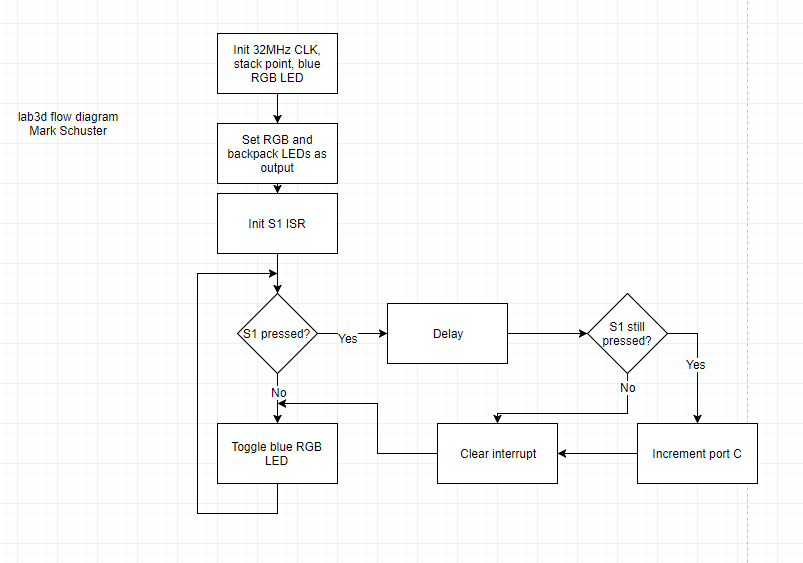 Init 32MHz CLK,
stack point, blue
RGB LED
lab3d flow diagram
Mark Schuster
Set RGB and
backpack LEDs as
output
Init S1 ISR
S1 pressed?
Yes
Delay
S1 still
pressed?
Yes
No
No
Toggle blue RGB
LED
Clear interrupt
Increment port C